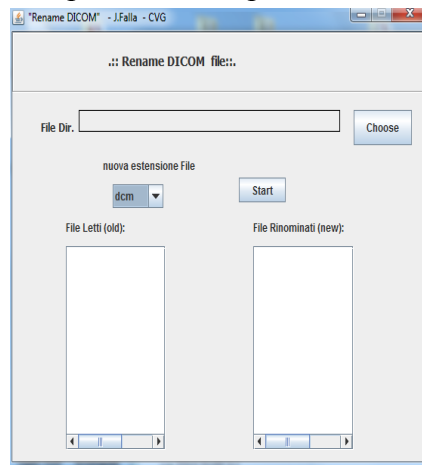 "Rename DICOM" - J.Falla - CVG
.:: Rename DICOM file::.
File Dir.
Choose
nuova estensione File
dcm
Start
File Letti (old):
File Rinominati (new):